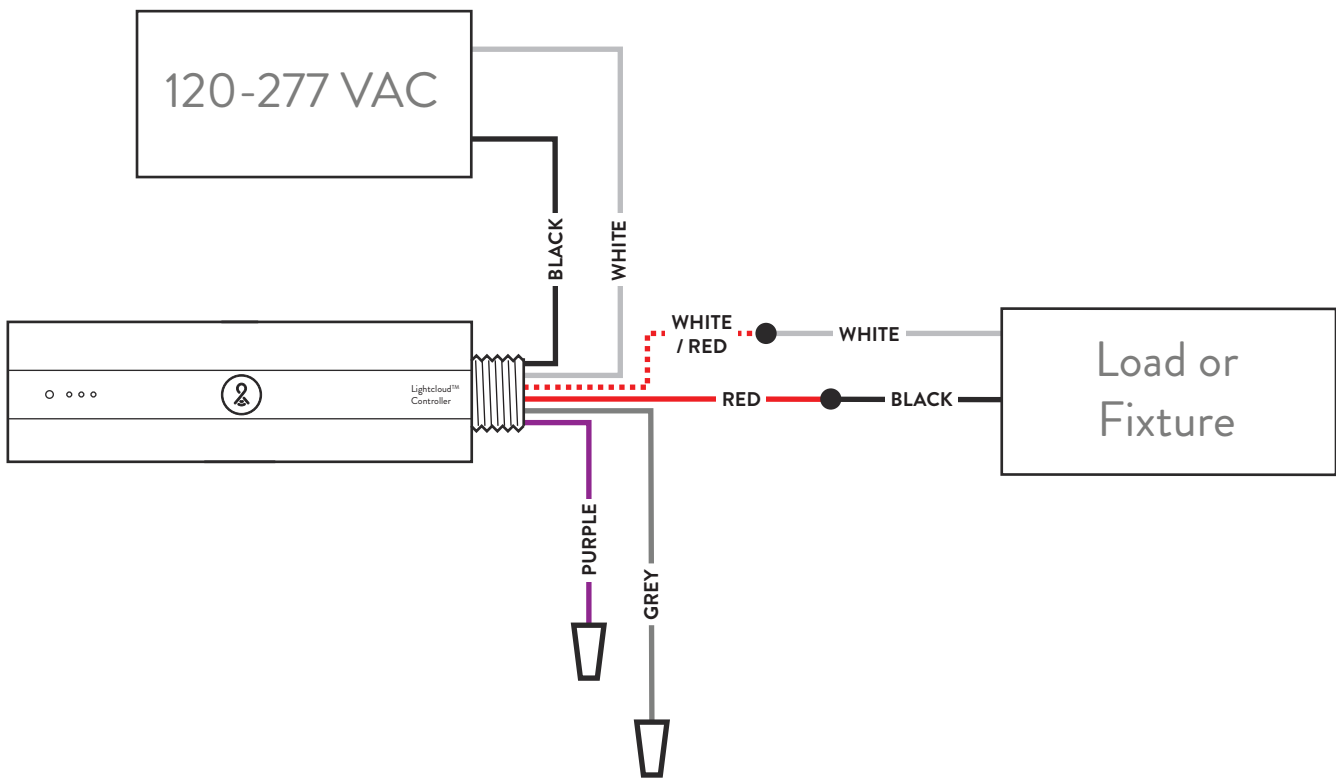 120-277 VAC
BLACK
WHITE
WHITE
/ RED
WHITE
Load or
Fixture
Lightcloud™
Controller
RED
BLACK
PURPLE
GREY